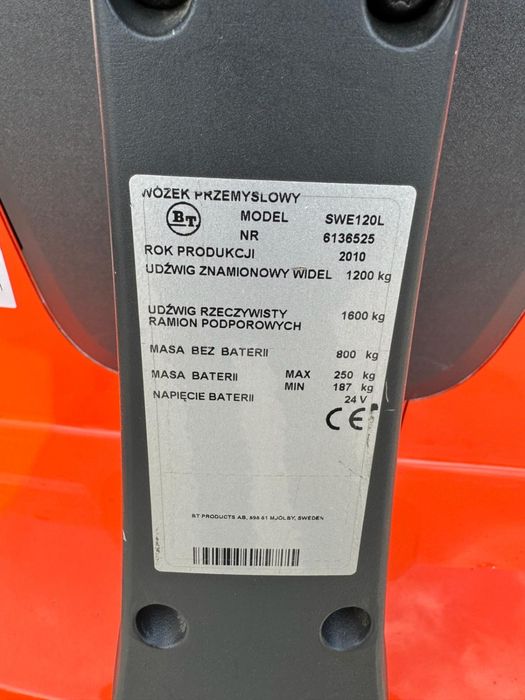 WÓZEK PRZEMYSŁOWY
BT MODEL SWE120L
NR 6136525
ROK PRODUKCJI 2010
UDŹWIG ZNAMIONOWY WIDEL 1200 kg
UDŹWIG RZECZYWISTY
RAMION PODPOROWYCH 1600 kg
MASA BEZ BATERII 800 kg
MASA BATERII MAX 250 kg
MIN 187 kg
NAPIĘCIE BATERII 24 V
CE
BT PRODUCTS AB, 595 81 MJÖLBY, SWEDEN